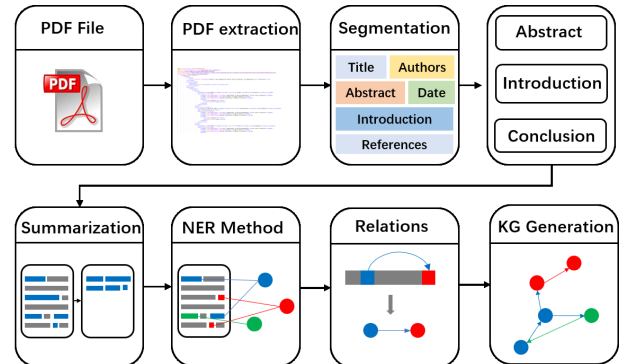 PDF File
PDF
PDF extraction
Segmentation
Title
Authors
Abstract
Date
Introduction
References
Abstract
Introduction
Conclusion
Summarization
NER Method
Relations
KG Generation